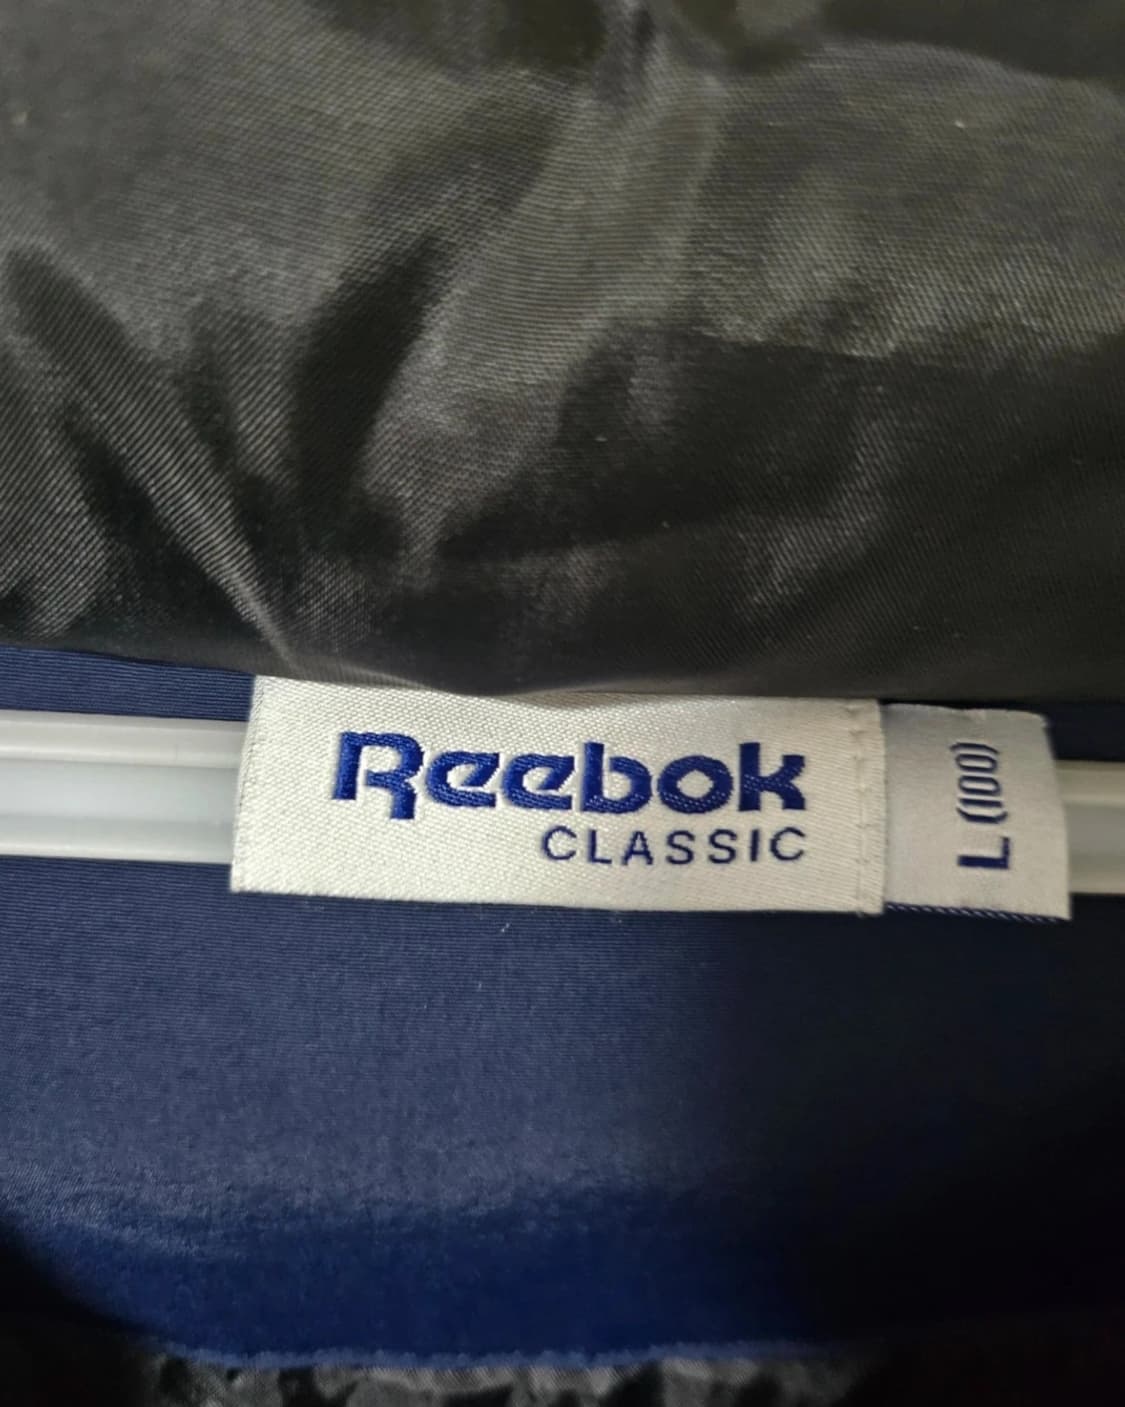 Reebok
CLASSIC
L (100)